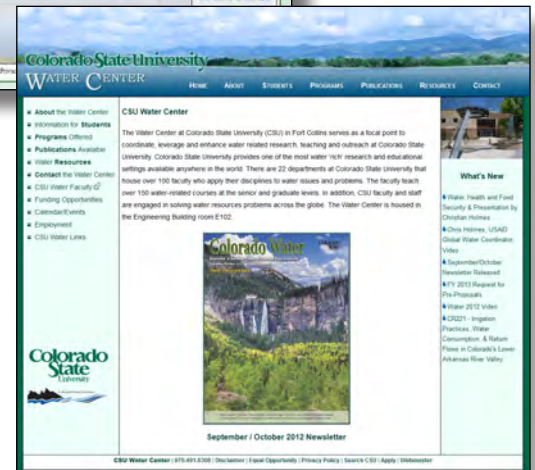 Colorado State University
WATER CENTER
HOME ABOUT STUDENTS PROGRAMS PUBLICATIONS RESOURCES CONTACT
About the Water Center
Information for Students
Programs Offered
Publications Available
Water Resources
Contact the Water Center
CSU Water Faculty
Funding Opportunities
Calendar/Events
Employment
CSU Water Links
Colorado
State
University
CSU Water Center
The Water Center at Colorado State University (CSU) in Fort Collins serves as a focal point to
coordinate, leverage and enhance water related research, teaching and outreach at Colorado State
University. Colorado State University provides one of the most water 'rich' research and educational
settings available anywhere in the world. There are 22 departments at Colorado State University that
house over 100 faculty who apply their disciplines to water issues and problems. The faculty teach
over 150 water-related courses at the senior and graduate levels. In addition, CSU faculty and staff
are engaged in solving water resources problems across the globe. The Water Center is housed in
the Engineering Building room E102.
Colorado Water
September / October 2012 Newsletter
What's New
Water, Health and Food
Security & Presentation by
Christian Holmes
Chris Holmes, USAID
Global Water Coordinator,
Video
September/October
Newsletter Released
FY 2013 Request for
Pre-Proposals
Water 2012 Video
CR221 - Irrigation
Practices, Water
Consumption, & Return
Flows in Colorado's Lower
Arkansas River Valley
CSU Water Center | 970.491.6308 | Disclaimer | Equal Opportunity | Privacy Policy | Search CSU | Apply | Webmaster